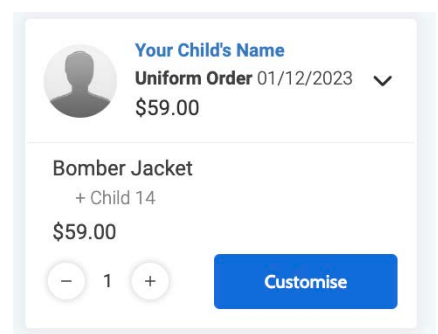 Your Child's Name
Uniform Order 01/12/2023
$59.00
Bomber Jacket
+ Child 14
$59.00
− 1 +
Customise